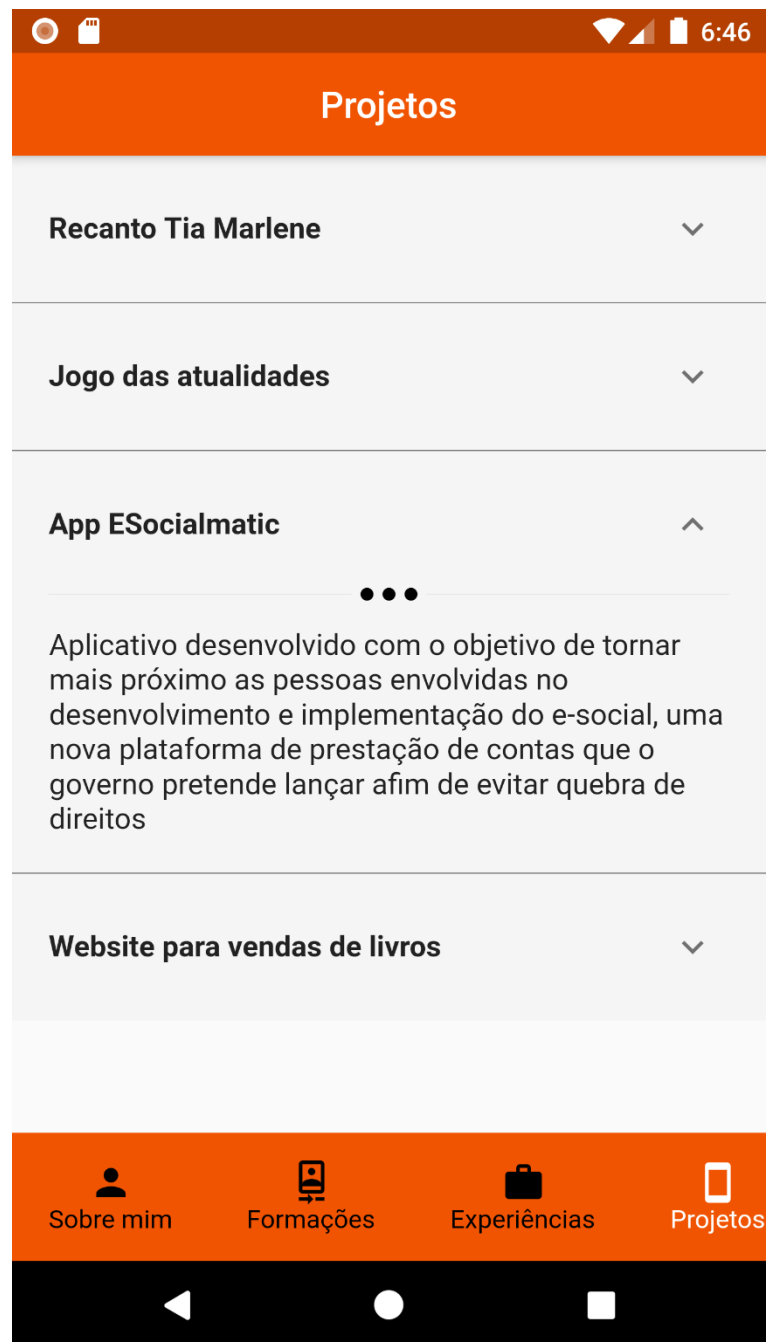 6:46
Projetos
Recanto Tia Marlene
Jogo das atualidades
App ESocialmatic
Aplicativo desenvolvido com o objetivo de tornar
mais próximo as pessoas envolvidas no
desenvolvimento e implementação do e-social, uma
nova plataforma de prestação de contas que o
governo pretende lançar afim de evitar quebra de
direitos
Website para vendas de livros
Sobre mim
Formações
Experiências
Projetos